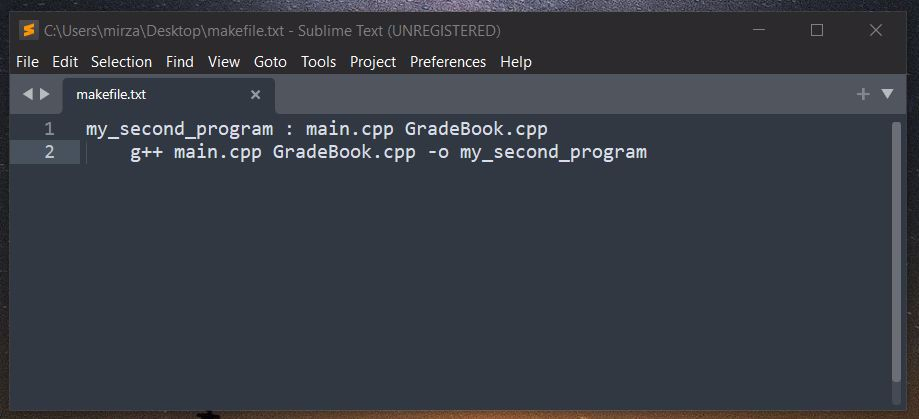 C:\Users\mirza\Desktop\makefile.txt - Sublime Text (UNREGISTERED)
File Edit Selection Find View Goto Tools Project Preferences Help
makefile.txt
1 my_second_program : main.cpp GradeBook.cpp
2 g++ main.cpp GradeBook.cpp -o my_second_program